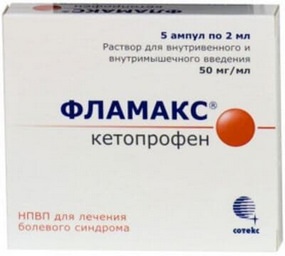 5 ампул по 2 мл
Раствор для внутривенного и
внутримышечного введения
50 мг/мл
ФЛАМАКС®
кетопрофен
НПВП для лечения
болевого синдрома
сотекс